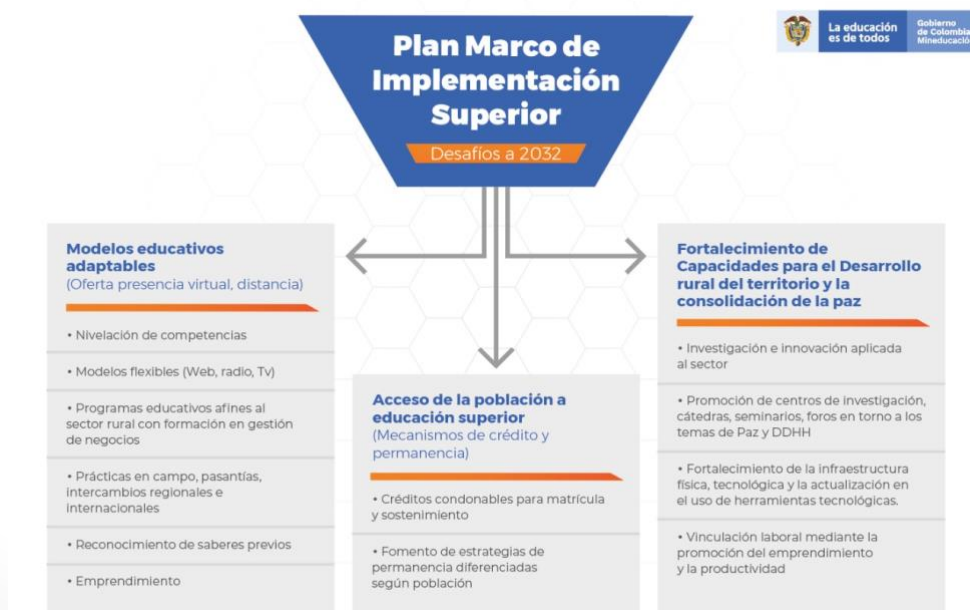 Plan Marco de
Implementación
Superior
Desafíos a 2032
La educación
es de todos
Gobierno
de Colombia
Mineducación
Modelos educativos
adaptables
(Oferta presencia virtual, distancia)
• Nivelación de competencias
• Modelos flexibles (Web, radio, Tv)
• Programas educativos afines al
sector rural con formación en gestión
de negocios
• Prácticas en campo, pasantías,
intercambios regionales e
internacionales
• Reconocimiento de saberes previos
• Emprendimiento
Acceso de la población a
educación superior
(Mecanismos de crédito y
permanencia)
• Créditos condonables para matrícula
y sostenimiento
• Fomento de estrategias de
permanencia diferenciadas
según población
Fortalecimiento de
Capacidades para el Desarrollo
rural del territorio y la
consolidación de la paz
• Investigación e innovación aplicada
al sector
• Promoción de centros de investigación,
cátedras, seminarios, foros en torno a los
temas de Paz y DDHH
• Fortalecimiento de la infraestructura
física, tecnológica y la actualización en
el uso de herramientas tecnológicas.
• Vinculación laboral mediante la
promoción del emprendimiento
y la productividad